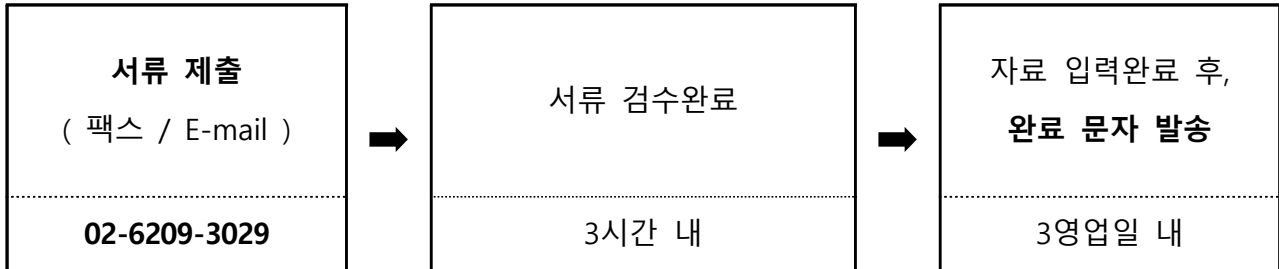 서류 제출
( 팩스 / E-mail )
02-6209-3029
서류 검수완료
3시간 내
자료 입력완료 후,
완료 문자 발송
3영업일 내